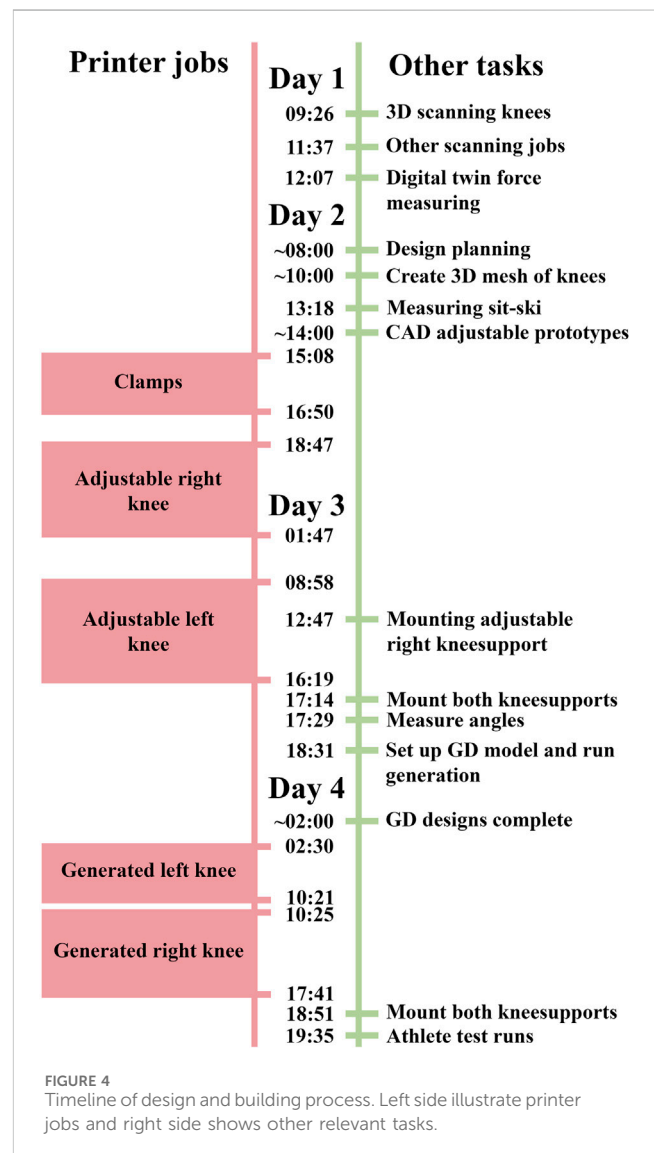 Printer jobs
Day 1
Other tasks
09:26
3D scanning knees
11:37
Other scanning jobs
12:07
Digital twin force
measuring
Day 2
~08:00
Design planning
~10:00
Create 3D mesh of knees
13:18
Measuring sit-ski
~14:00
CAD adjustable prototypes
15:08
Clamps
16:50
18:47
Adjustable right
knee
Day 3
01:47
08:58
Adjustable left
knee
12:47
Mounting adjustable
right kneesupport
16:19
17:14
Mount both kneesupports
17:29
Measure angles
18:31
Set up GD model and run
generation
Day 4
~02:00
GD designs complete
02:30
Generated left knee
10:21
10:25
Generated right knee
17:41
18:51
Mount both kneesupports
19:35
Athlete test runs
FIGURE 4
Timeline of design and building process. Left side illustrate printer
jobs and right side shows other relevant tasks.